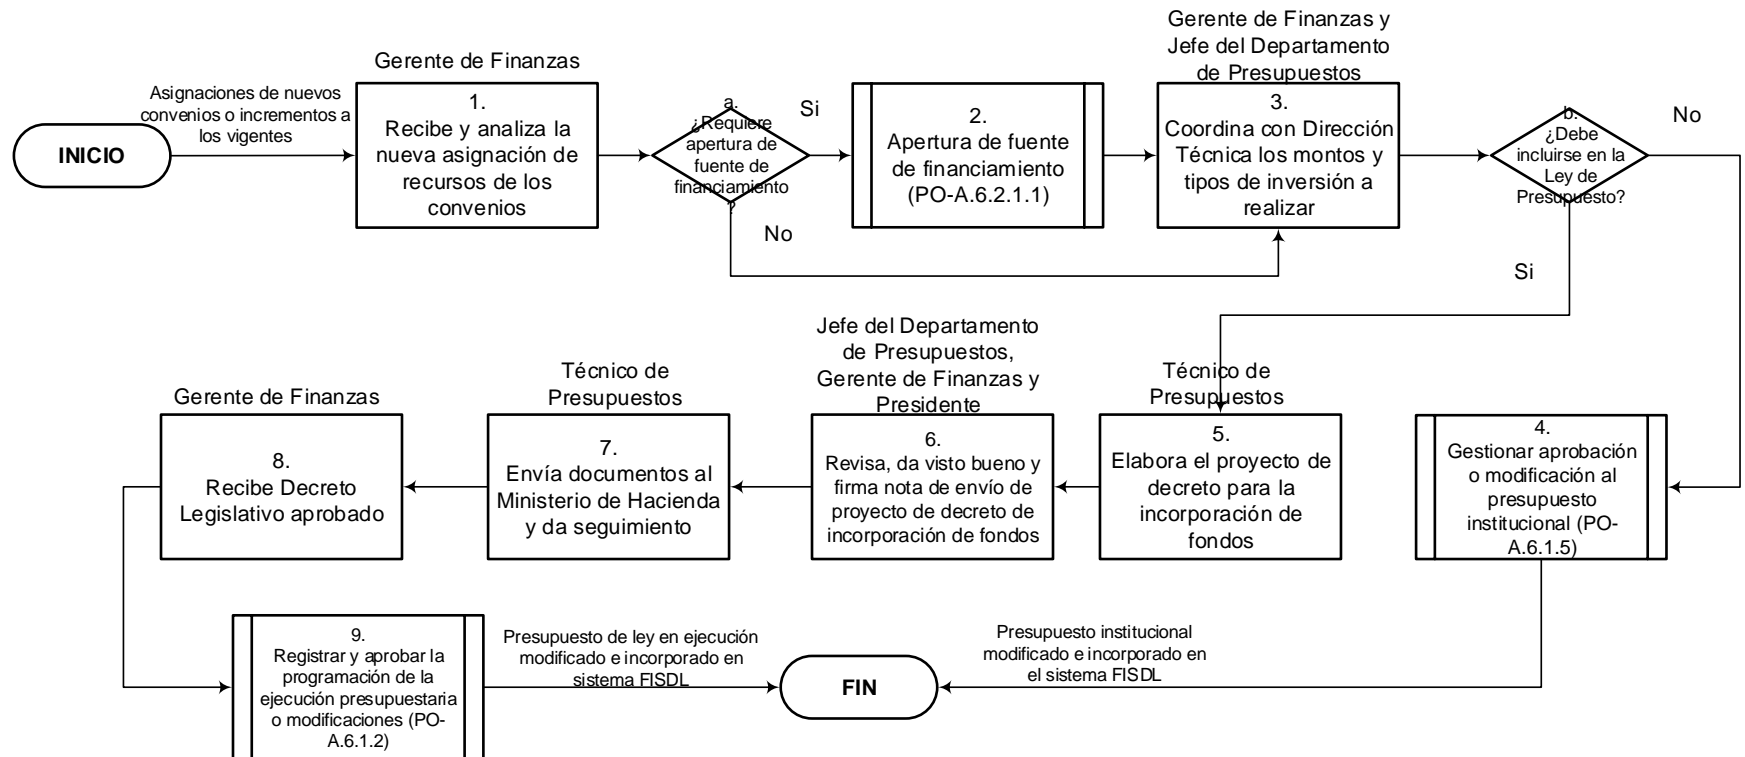 INICIO
Asignaciones de nuevos
convenios o incrementos a
los vigentes
Gerente de Finanzas
1.
Recibe y analiza la
nueva asignación de
recursos de los
convenios
a.
¿Requiere
apertura de
fuente de
financiamiento
?
Si
No
2.
Apertura de fuente
de financiamiento
(PO-A.6.2.1.1)
Gerente de Finanzas y
Jefe del Departamento
de Presupuestos
3.
Coordina con Dirección
Técnica los montos y
tipos de inversión a
realizar
b.
¿Debe
incluirse en la
Ley de
Presupuesto?
No
Si
Gerente de Finanzas
8.
Recibe Decreto
Legislativo aprobado
Técnico de
Presupuestos
7.
Envía documentos al
Ministerio de Hacienda
y da seguimiento
Jefe del Departamento
de Presupuestos,
Gerente de Finanzas y
Presidente
6.
Revisa, da visto bueno y
firma nota de envío de
proyecto de decreto de
incorporación de fondos
Técnico de
Presupuestos
5.
Elabora el proyecto de
decreto para la
incorporación de
fondos
4.
Gestionar aprobación
o modificación al
presupuesto
institucional (PO-
A.6.1.5)
9.
Registrar y aprobar la
programación de la
ejecución presupuestaria
o modificaciones (PO-
A.6.1.2)
Presupuesto de ley en ejecución
modificado e incorporado en
sistema FISDL
FIN
Presupuesto institucional
modificado e incorporado en
el sistema FISDL